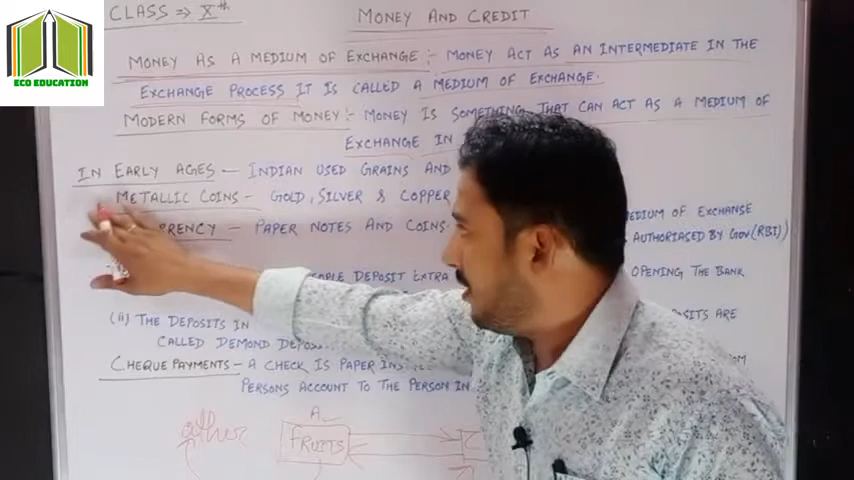 CLASS => Xth
MONEY AND CREDIT
ECO EDUCATION
MONEY AS A MEDIUM OF EXCHANGE :- MONEY ACT AS AN INTERMEDIATE IN THE
EXCHANGE PROCESS IT IS CALLED A MEDIUM OF EXCHANGE.
MODERN FORMS OF MONEY :- MONEY IS SOMETHING THAT CAN ACT AS A MEDIUM OF
EXCHANGE IN
IN EARLY AGES - INDIAN USED GRAINS AND
METALLIC COINS - GOLD, SILVER & COPPER
PAPER NOTES AND COINS. MEDIUM OF EXCHANGE
AUTHORIASED BY GOV(RBI)
DEPOSIT EXTRA OPENING THE BANK
(ii) THE DEPOSITS IN ARE
CALLED DEMOND
CHEQUE PAYMENTS - A CHECK IS PAPER
PERSONS ACCOUNT TO THE PERSON IN
A
FRUITS